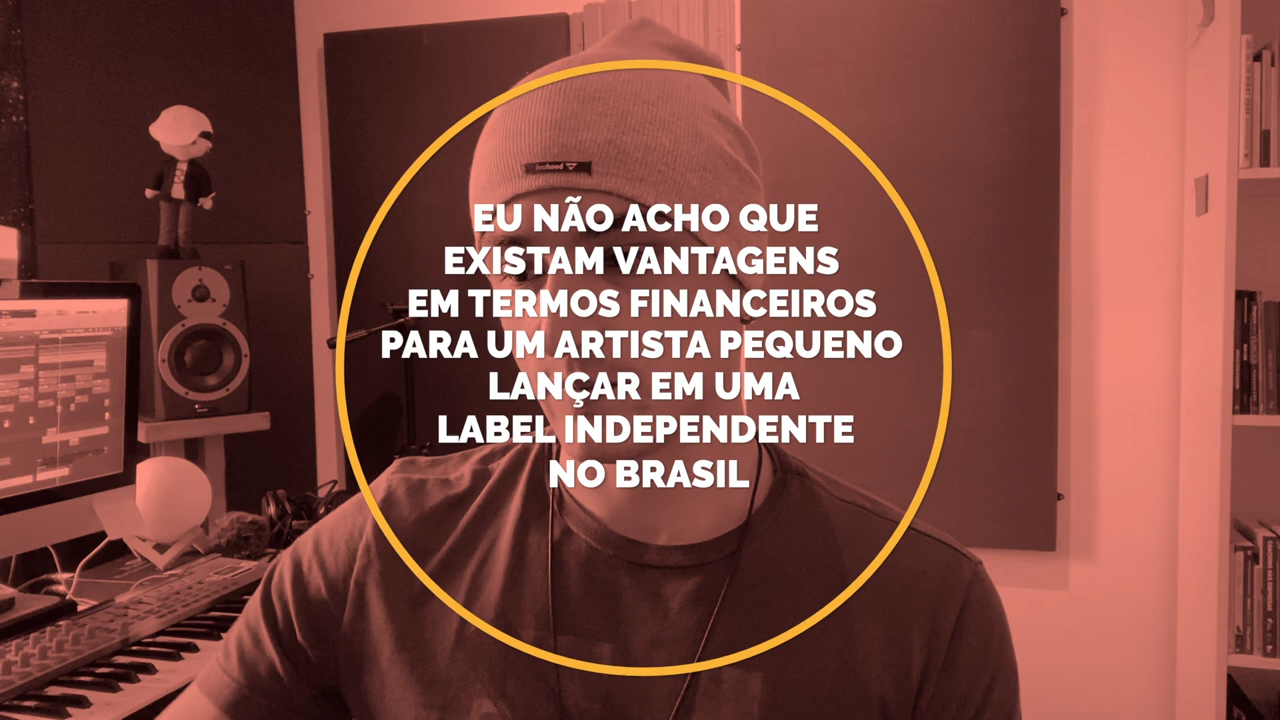 EU NÃO ACHO QUE
EXISTAM VANTAGENS
EM TERMOS FINANCEIROS
PARA UM ARTISTA PEQUENO
LANÇAR EM UMA
LABEL INDEPENDENTE
NO BRASIL